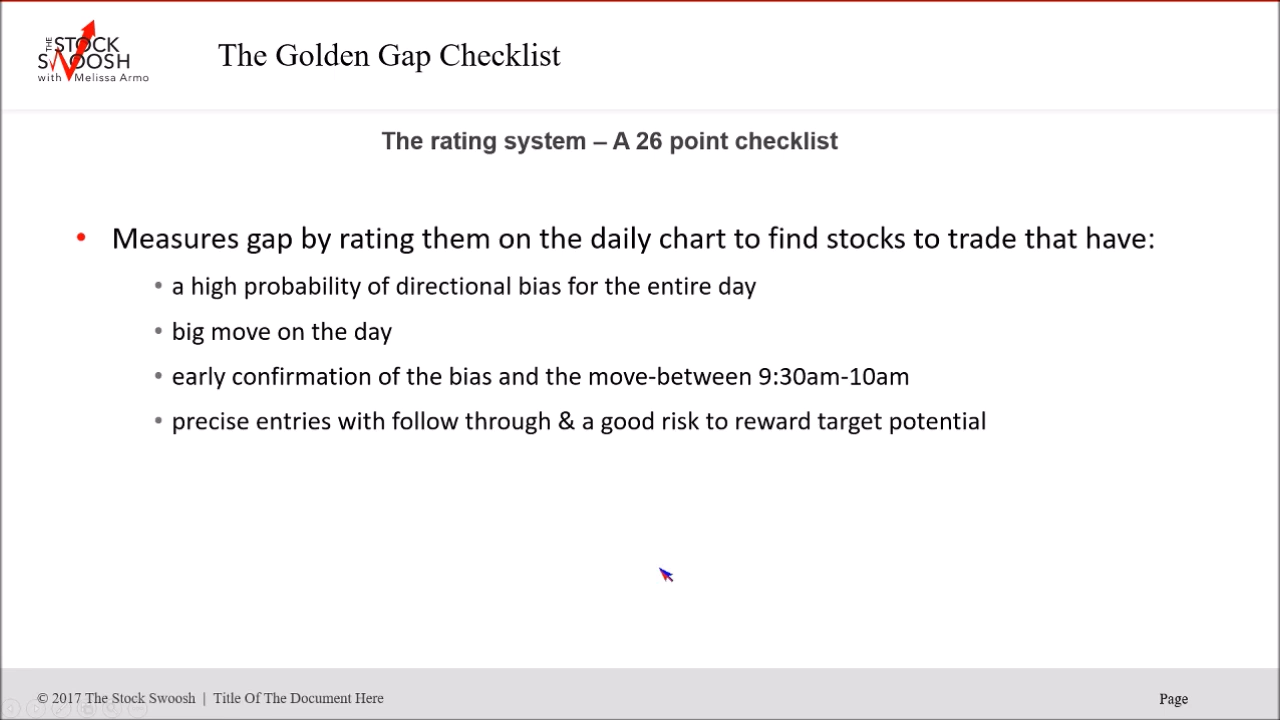 THE
STOCK
SWOOSH
with Melissa Armo
The Golden Gap Checklist
The rating system – A 26 point checklist
• Measures gap by rating them on the daily chart to find stocks to trade that have:
• a high probability of directional bias for the entire day
• big move on the day
• early confirmation of the bias and the move-between 9:30am-10am
• precise entries with follow through & a good risk to reward target potential
© 2017 The Stock Swoosh | Title Of The Document Here
Page